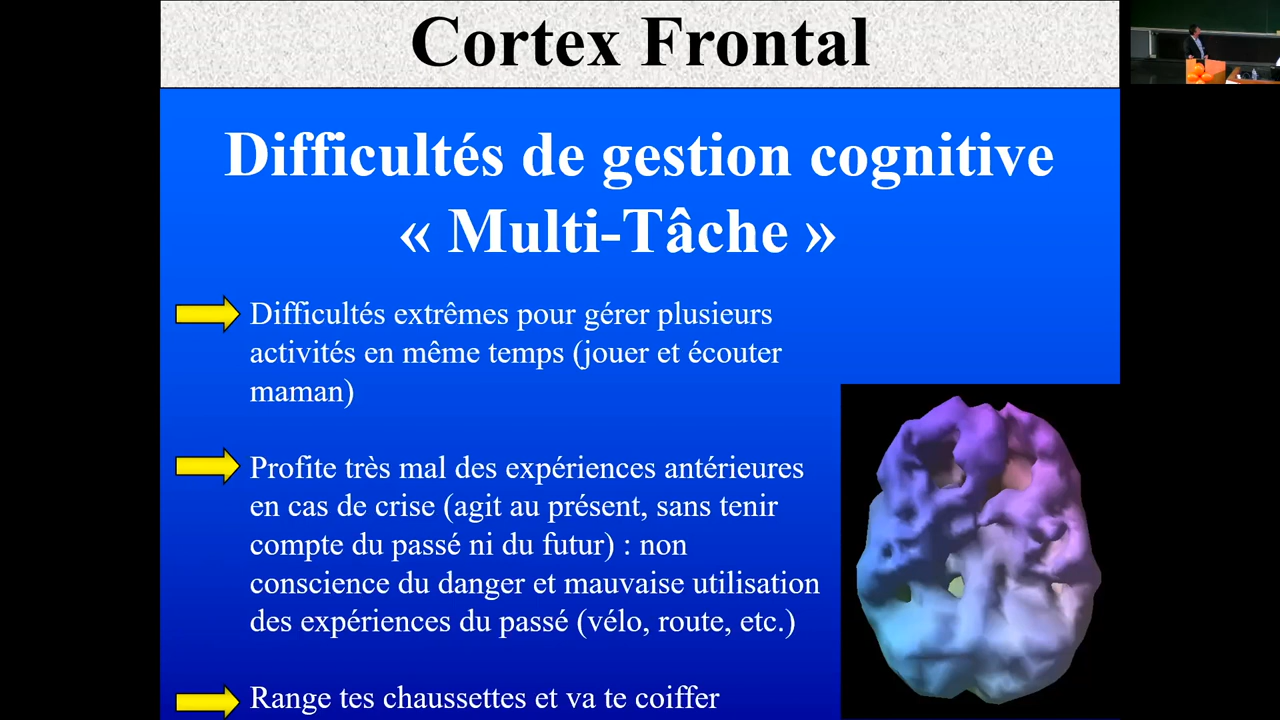 Cortex Frontal
Difficultés de gestion cognitive
« Multi-Tâche »
Difficultés extrêmes pour gérer plusieurs
activités en même temps (jouer et écouter
maman)
Profite très mal des expériences antérieures
en cas de crise (agit au présent, sans tenir
compte du passé ni du futur) : non
conscience du danger et mauvaise utilisation
des expériences du passé (vélo, route, etc.)
Range tes chaussettes et va te coiffer